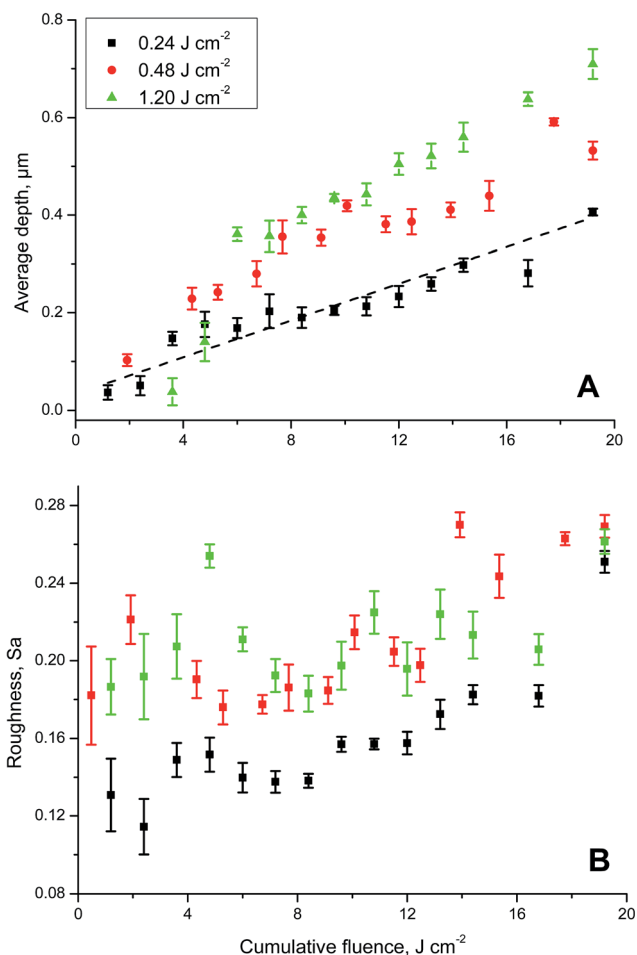 A
0.8
0.24 J cm⁻²
0.48 J cm⁻²
1.20 J cm⁻²
0.6
0.4
0.2
0.0
Average depth, µm
A
0 4 8 12 16 20
B
0.28
0.24
0.20
0.16
0.12
0.08
Roughness, Sa
B
0 4 8 12 16 20
Cumulative fluence, J cm⁻²